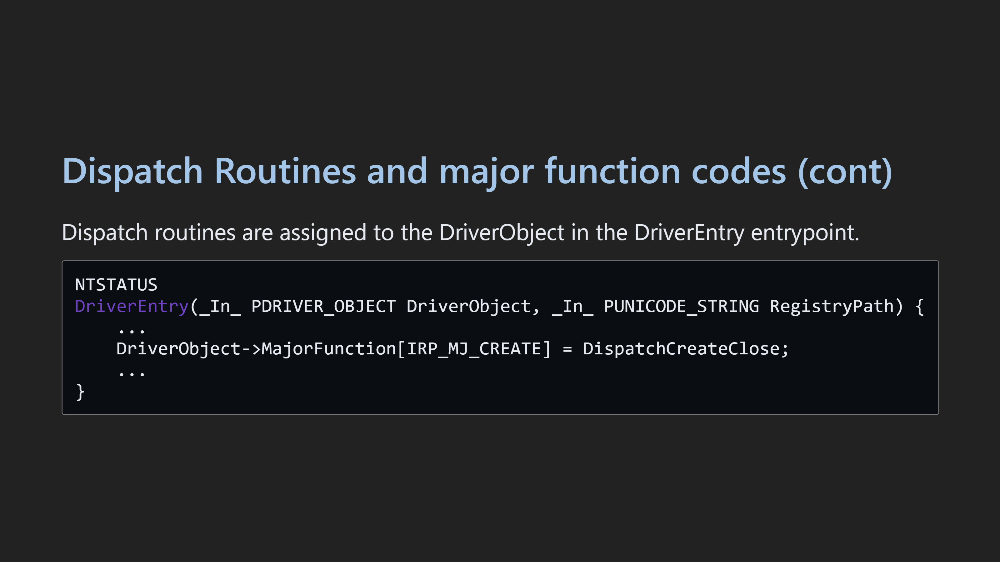 Dispatch Routines and major function codes (cont)
Dispatch routines are assigned to the DriverObject in the DriverEntry entrypoint.
NTSTATUS
DriverEntry(_In_ PDRIVER_OBJECT DriverObject, _In_ PUNICODE_STRING RegistryPath) {
    ...
    DriverObject->MajorFunction[IRP_MJ_CREATE] = DispatchCreateClose;
    ...
}